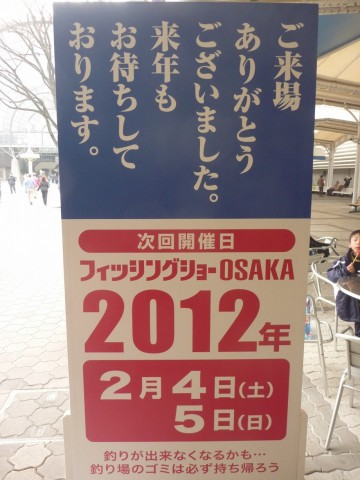 ご来場
ありがとう
ございました。
来年も
お待ちして
おります。
次回開催日
フィッシングショーOSAKA
2012年
2月4日(土)
5日(日)
釣りが出来なくなるかも…
釣り場のゴミは必ず持ち帰ろう